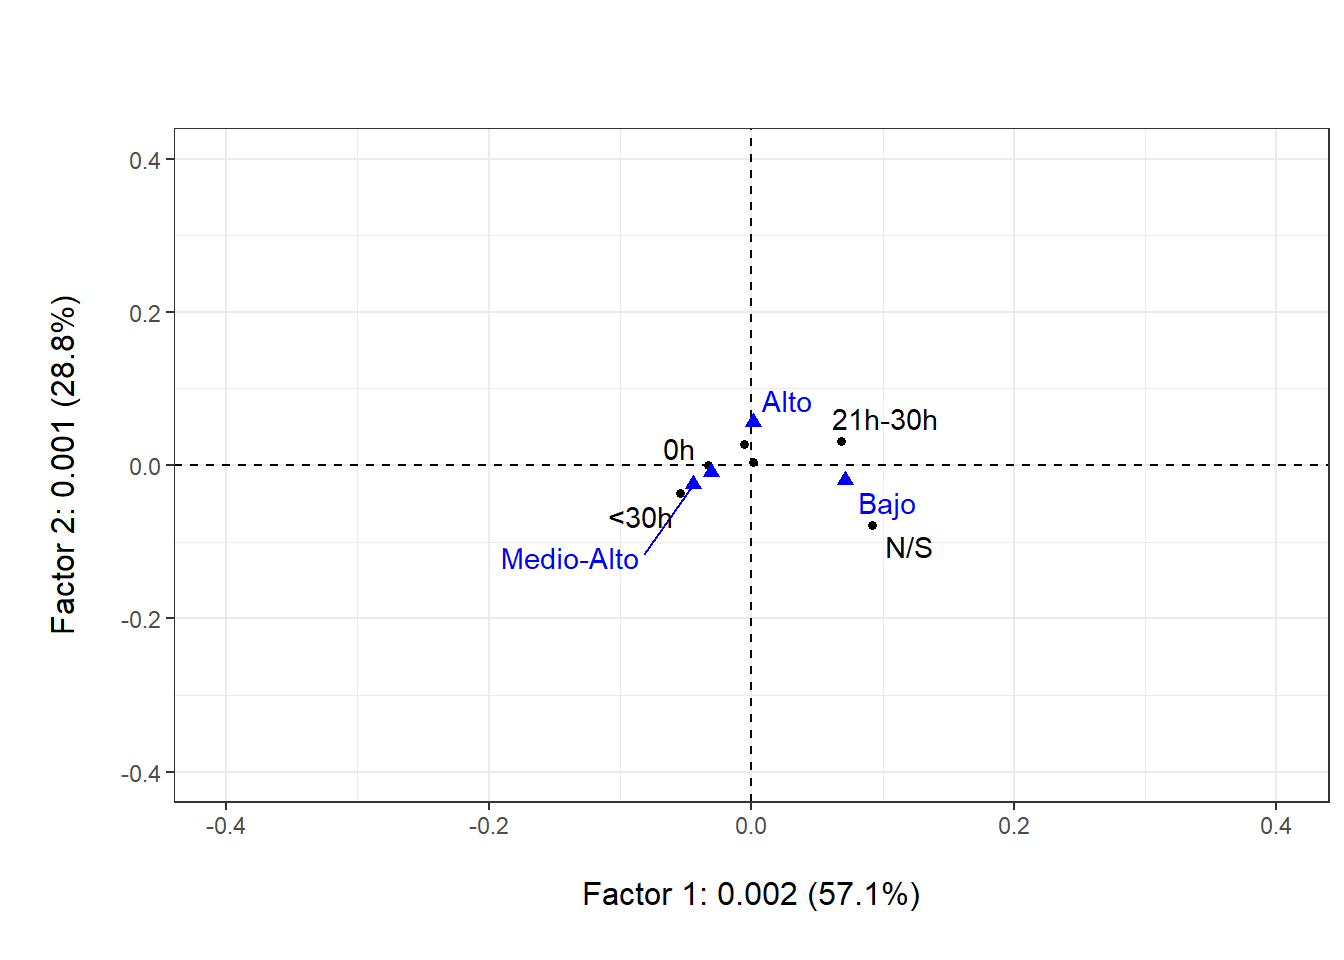 0.4
0.2
0.0
-0.2
-0.4
Factor 2: 0.001 (28.8%)
Alto
21h-30h
0h
Bajo
<30h
N/S
Medio-Alto
-0.4
-0.2
0.0
0.2
0.4
Factor 1: 0.002 (57.1%)